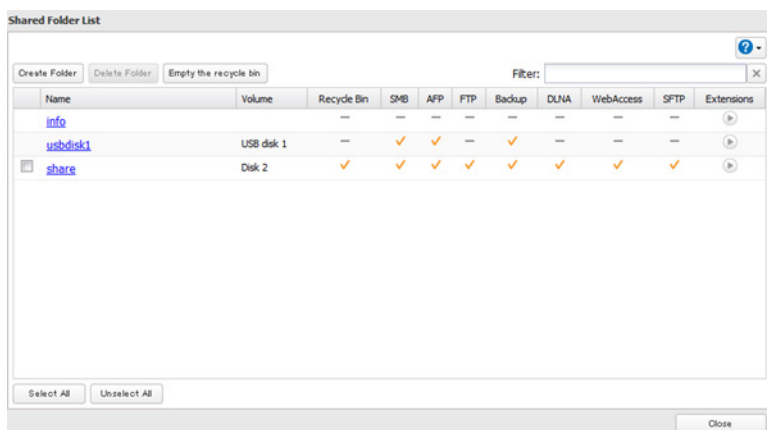 Shared Folder List
Create Folder Delete Folder Empty the recycle bin Filter:
Name Volume Recycle Bin SMB AFP FTP Backup DLNA WebAccess SFTP Extensions
info
usbdisk1 USB disk 1
share Disk 2
Select All Unselect All
Close